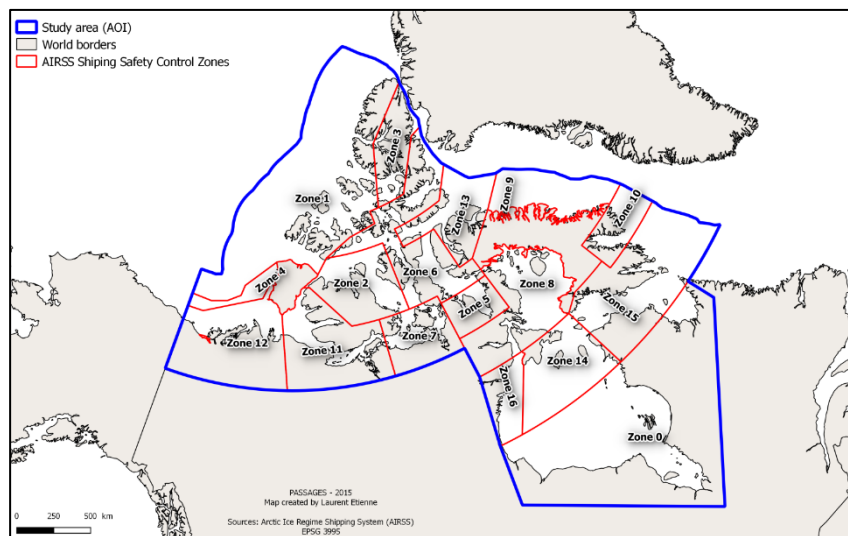 Study area (AOI)
World borders
AIRSS Shiping Safety Control Zones
Zone 3
Zone 1
Zone 13
Zone 9
Zone 10
Zone 4
Zone 2
Zone 6
Zone 8
Zone 5
Zone 15
Zone 7
Zone 12
Zone 11
Zone 14
Zone 16
Zone 0
PASSAGES - 2015
Map created by Laurent Etienne
Sources: Arctic Ice Regime Shipping System (AIRSS)
EPSG 3995
0 250 500 km